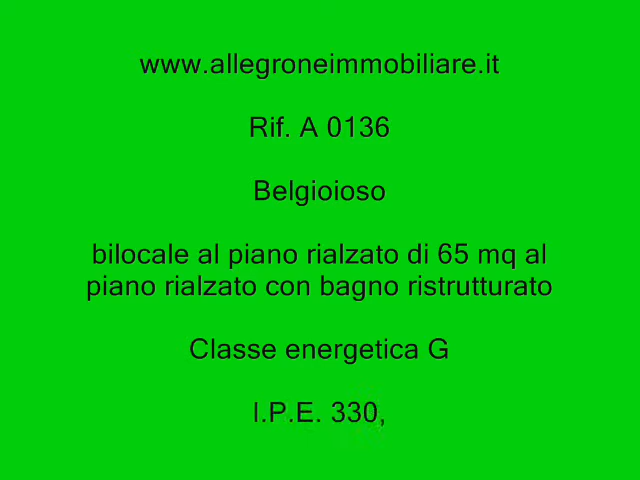 www.allegroneimmobiliare.it
Rif. A 0136
Belgioioso
bilocale al piano rialzato di 65 mq al
piano rialzato con bagno ristrutturato
Classe energetica G
I.P.E. 330,